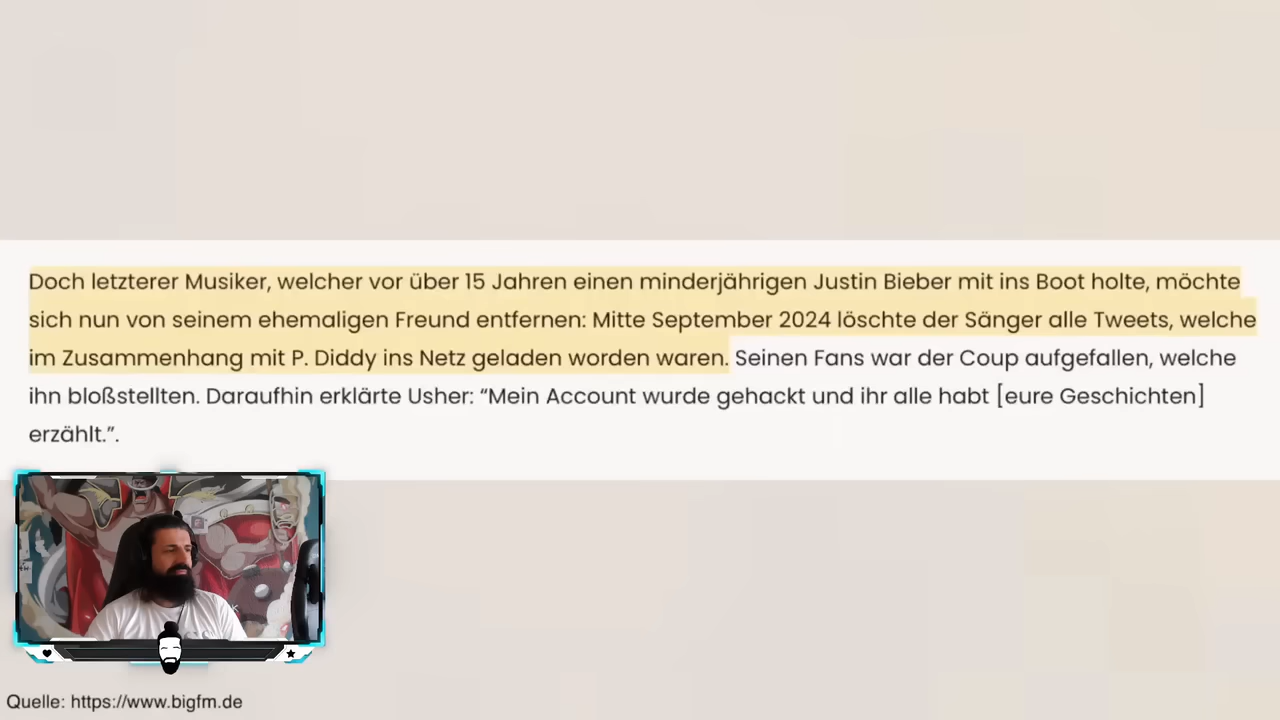 Doch letzterer Musiker, welcher vor über 15 Jahren einen minderjährigen Justin Bieber mit ins Boot holte, möchte
sich nun von seinem ehemaligen Freund entfernen: Mitte September 2024 löschte der Sänger alle Tweets, welche
im Zusammenhang mit P. Diddy ins Netz geladen worden waren. Seinen Fans war der Coup aufgefallen, welche
ihn bloßstellten. Daraufhin erklärte Usher: “Mein Account wurde gehackt und ihr alle habt [eure Geschichten]
erzählt.”.
Quelle: https://www.bigfm.de